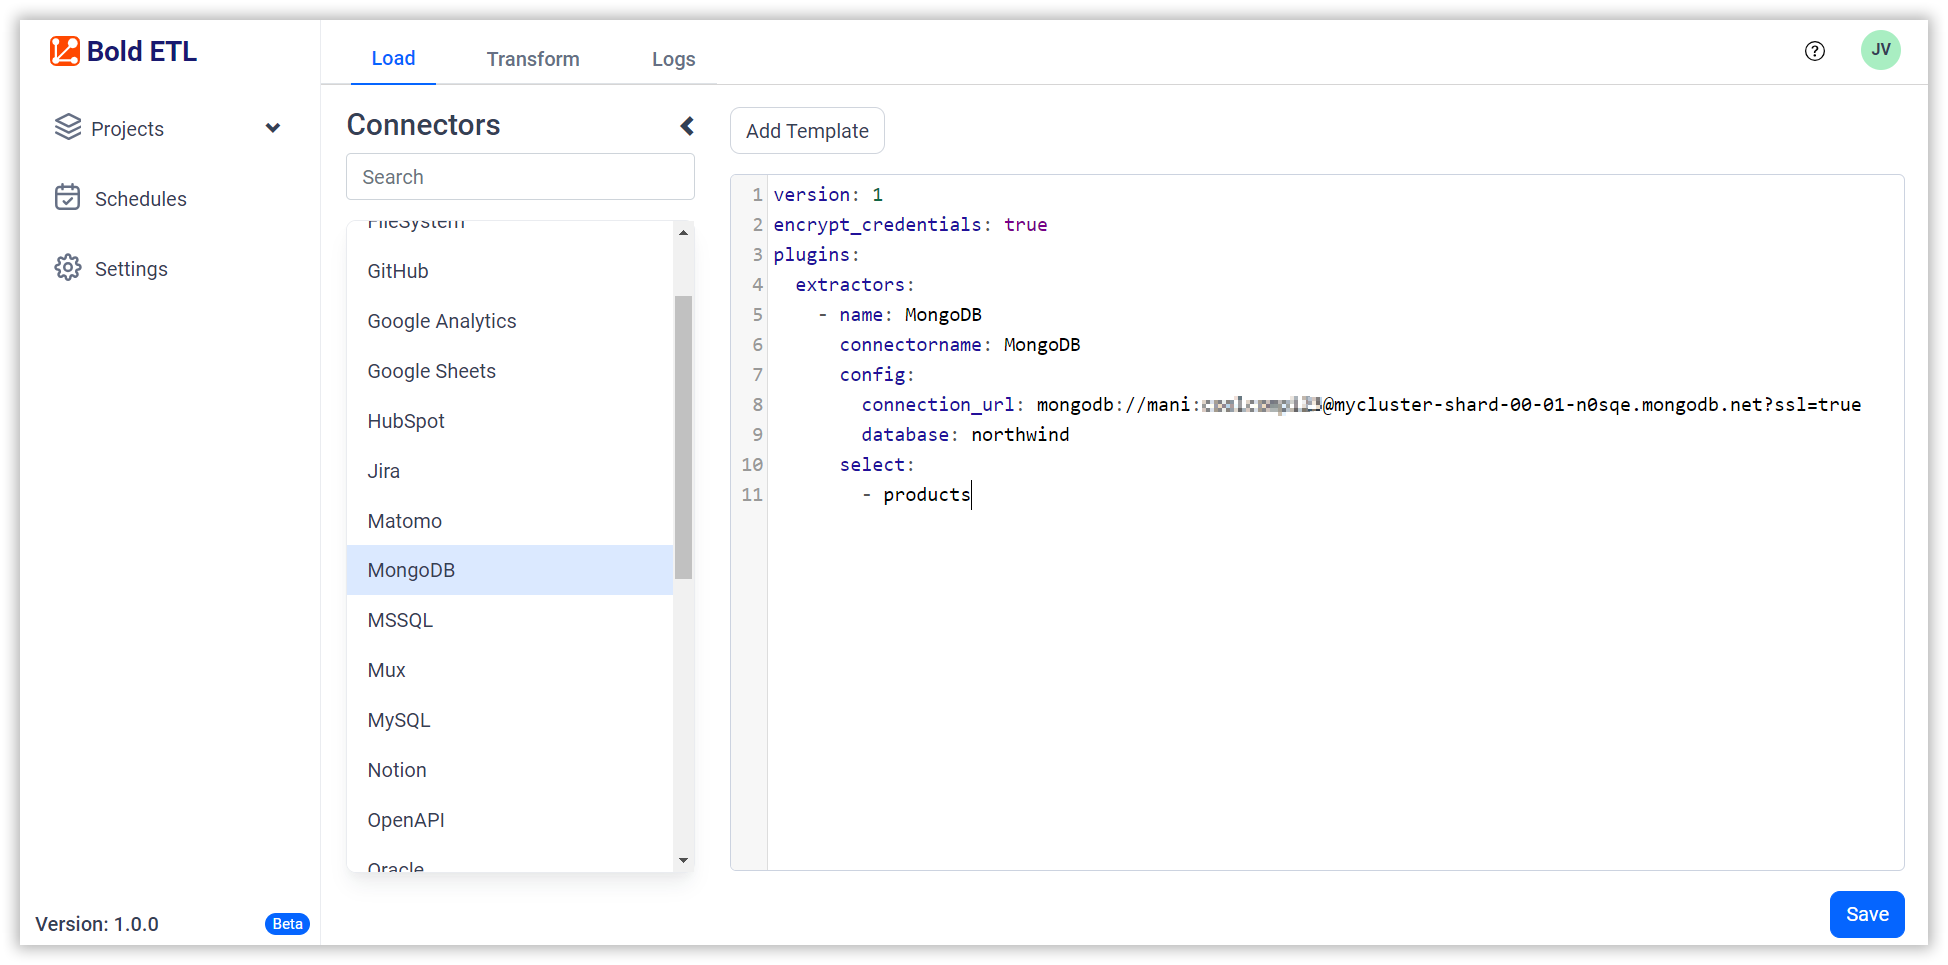 Bold ETL
Projects
Schedules
Settings
Version: 1.0.0
Beta
Load
Transform
Logs
JV
Connectors
Search
FileSystem
GitHub
Google Analytics
Google Sheets
HubSpot
Jira
Matomo
MongoDB
MSSQL
Mux
MySQL
Notion
OpenAPI
Oracle
Add Template
1 version: 1
2 encrypt_credentials: true
3 plugins:
4 extractors:
5 - name: MongoDB
6 connectorname: MongoDB
7 config:
8 connection_url: mongodb://mani:@mycluster-shard-00-01-n0sqe.mongodb.net?ssl=true
9 database: northwind
10 select:
11 - products
Save